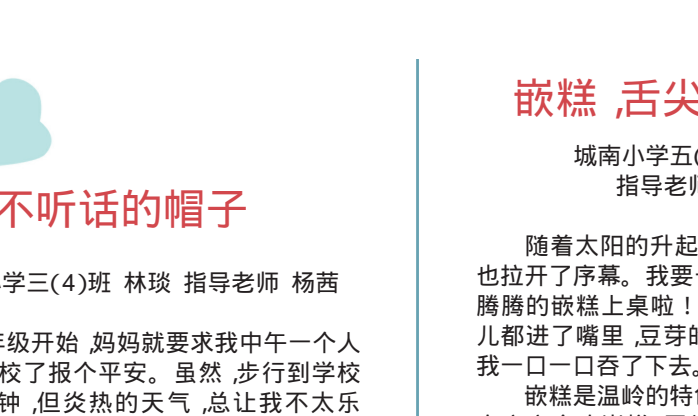 不听话的帽子
学三(4)班 林琰 指导老师 杨茜
年级开始,妈妈就要求我中午一个人
校了报个平安。虽然,步行到学校
钟,但炎热的天气,总让我不太乐
嵌糕,舌尖
城南小学五(
指导老师
随着太阳的升起
也拉开了序幕。我要
腾腾的嵌糕上桌啦!
儿都进了嘴里,豆芽的
我一口一口吞了下去。
嵌糕是温岭的特